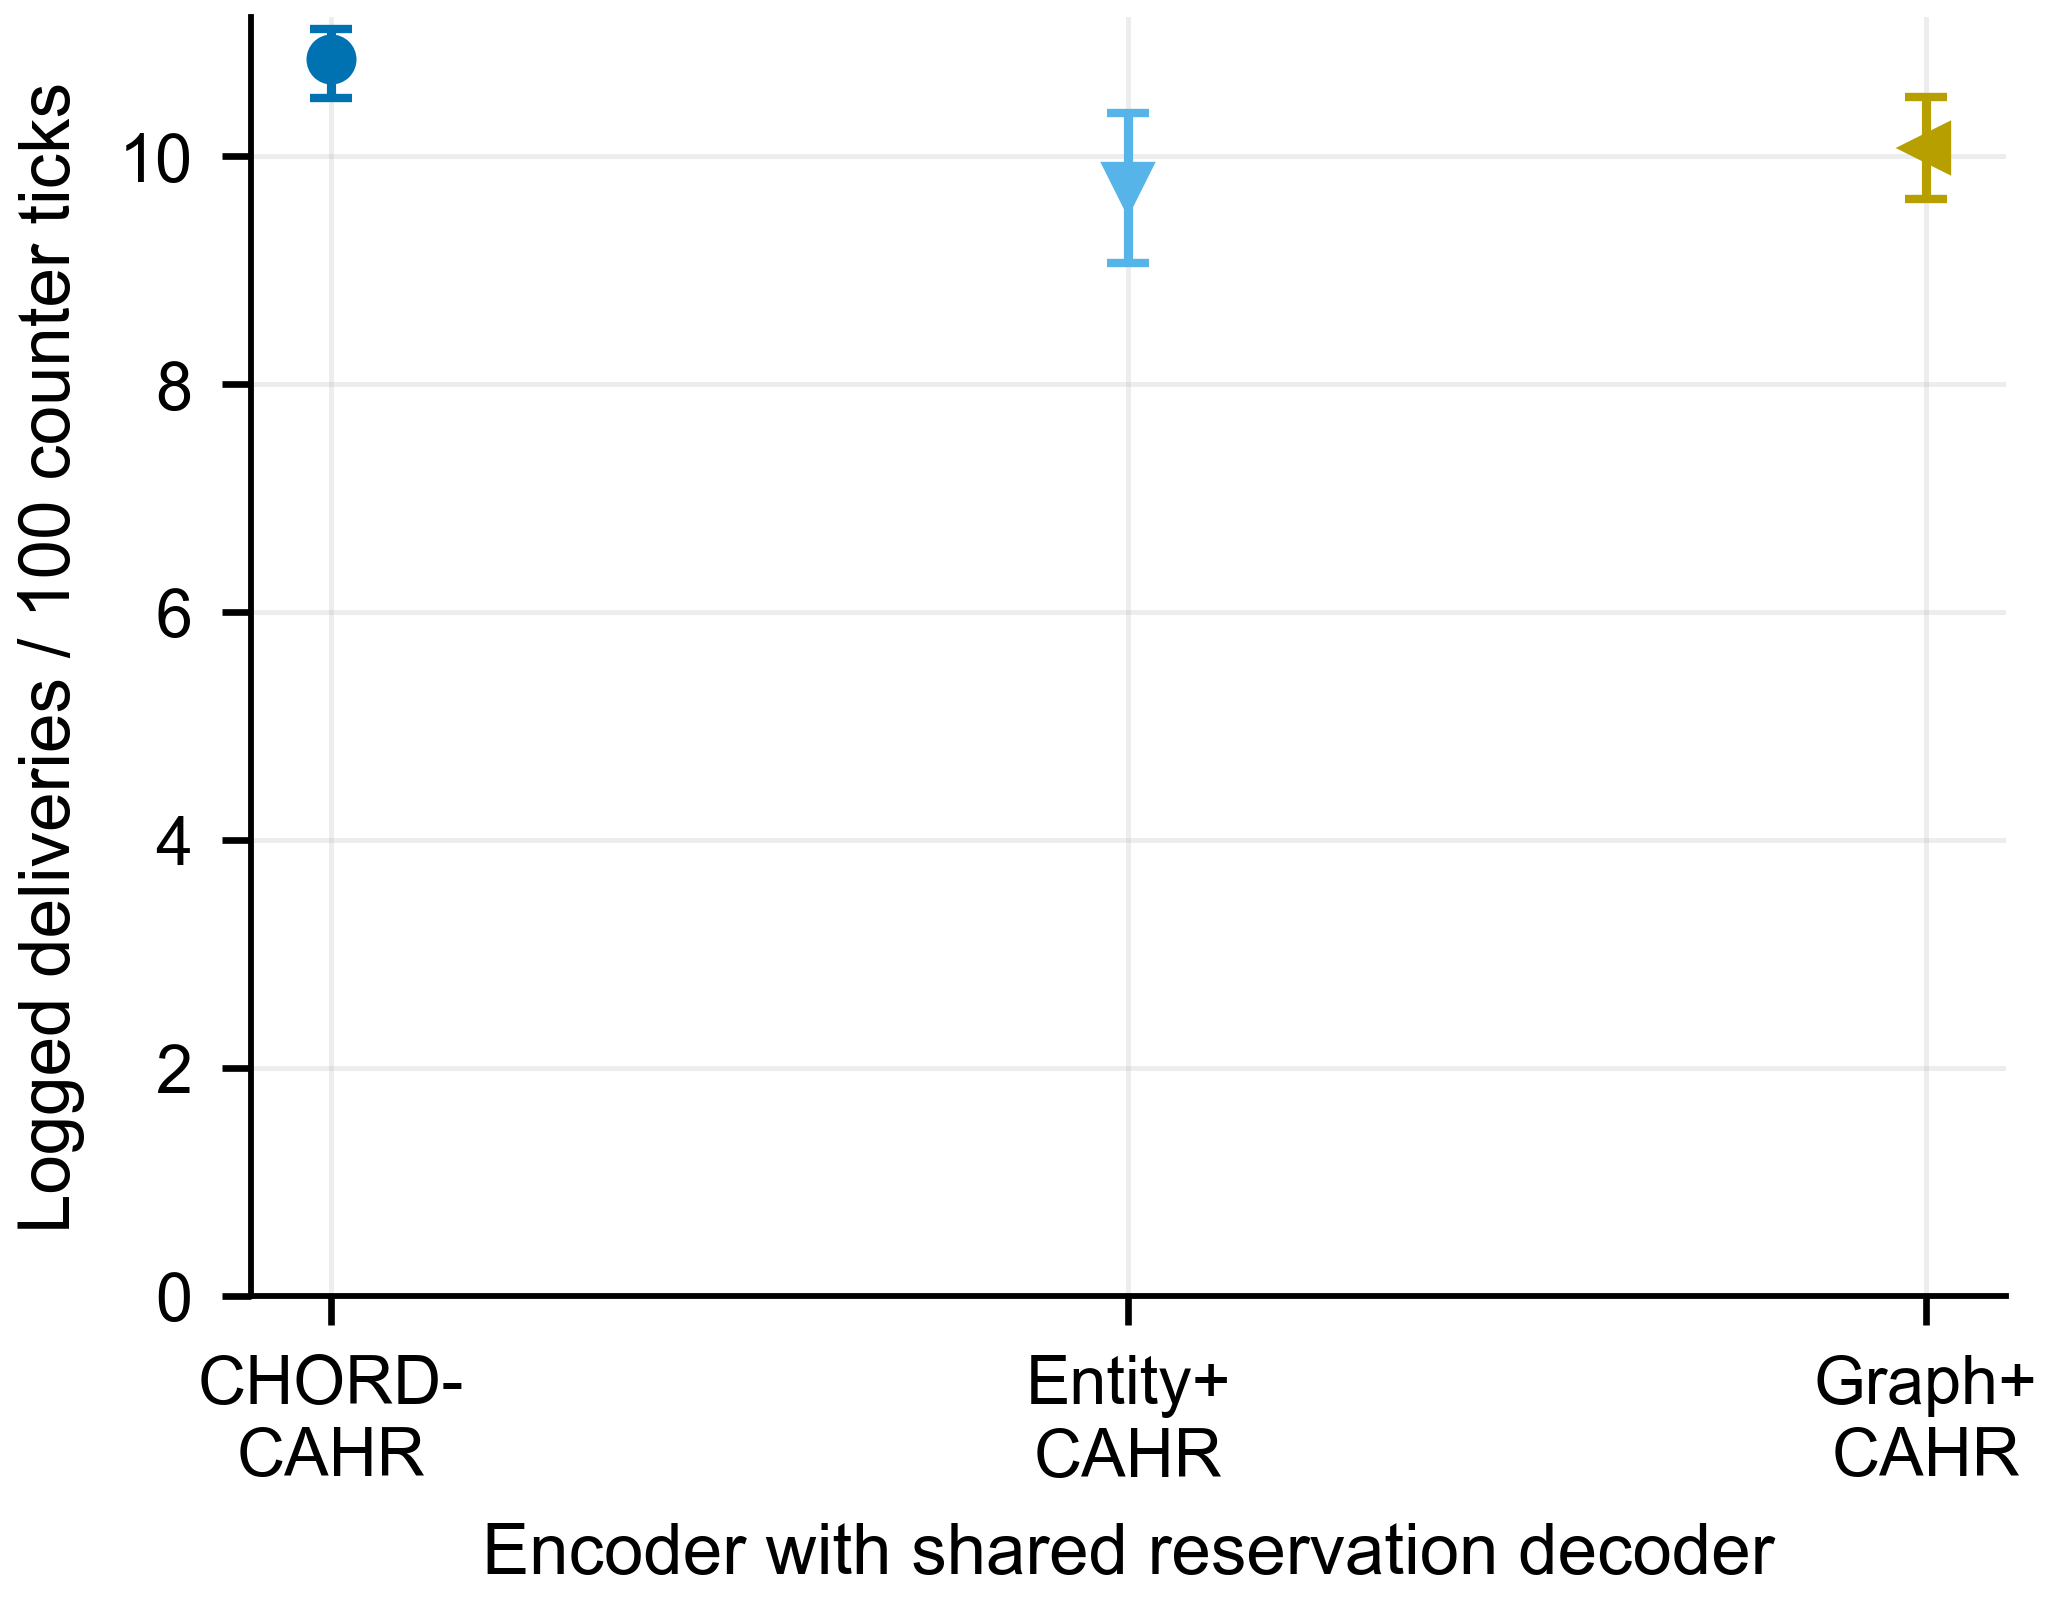 Logged deliveries / 100 counter ticks
10
8
6
4
2
0
CHORD-
CAHR
Entity+
CAHR
Graph+
CAHR
Encoder with shared reservation decoder